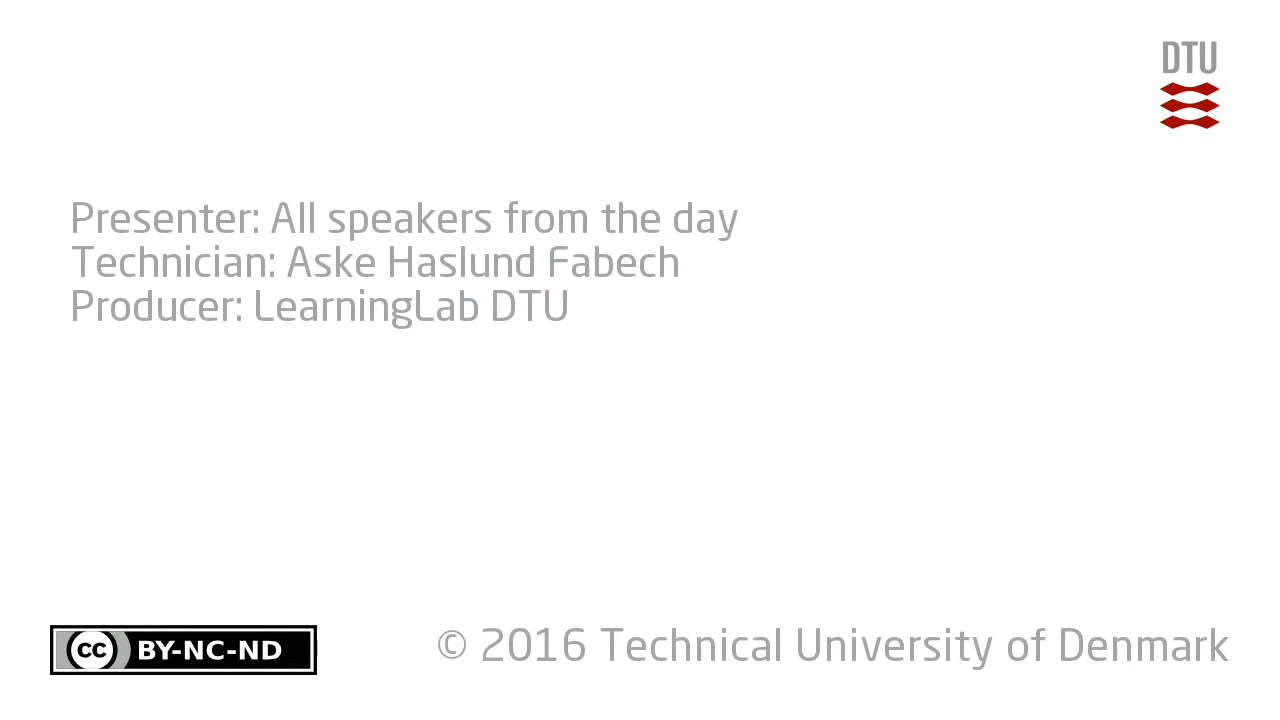 DTU
Presenter: All speakers from the day
Technician: Aske Haslund Fabech
Producer: LearningLab DTU
cc BY-NC-ND
© 2016 Technical University of Denmark